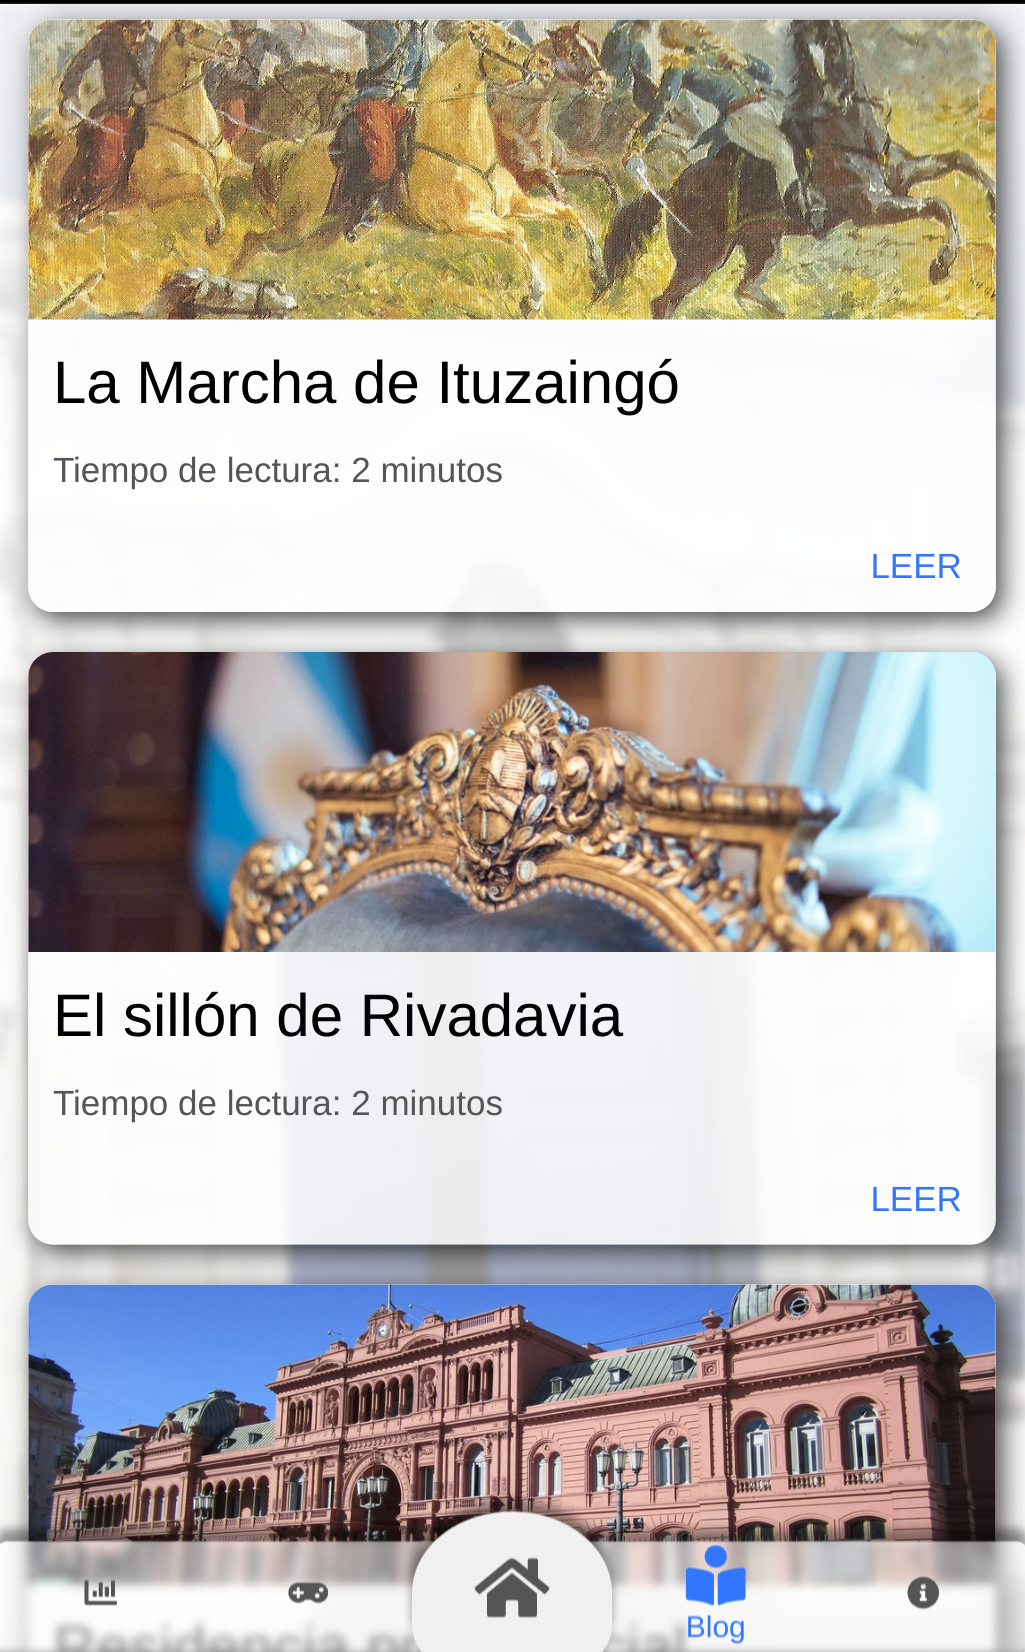 La Marcha de Ituzaingó
Tiempo de lectura: 2 minutos
LEER
El sillón de Rivadavia
Tiempo de lectura: 2 minutos
LEER
Residencia
Blog